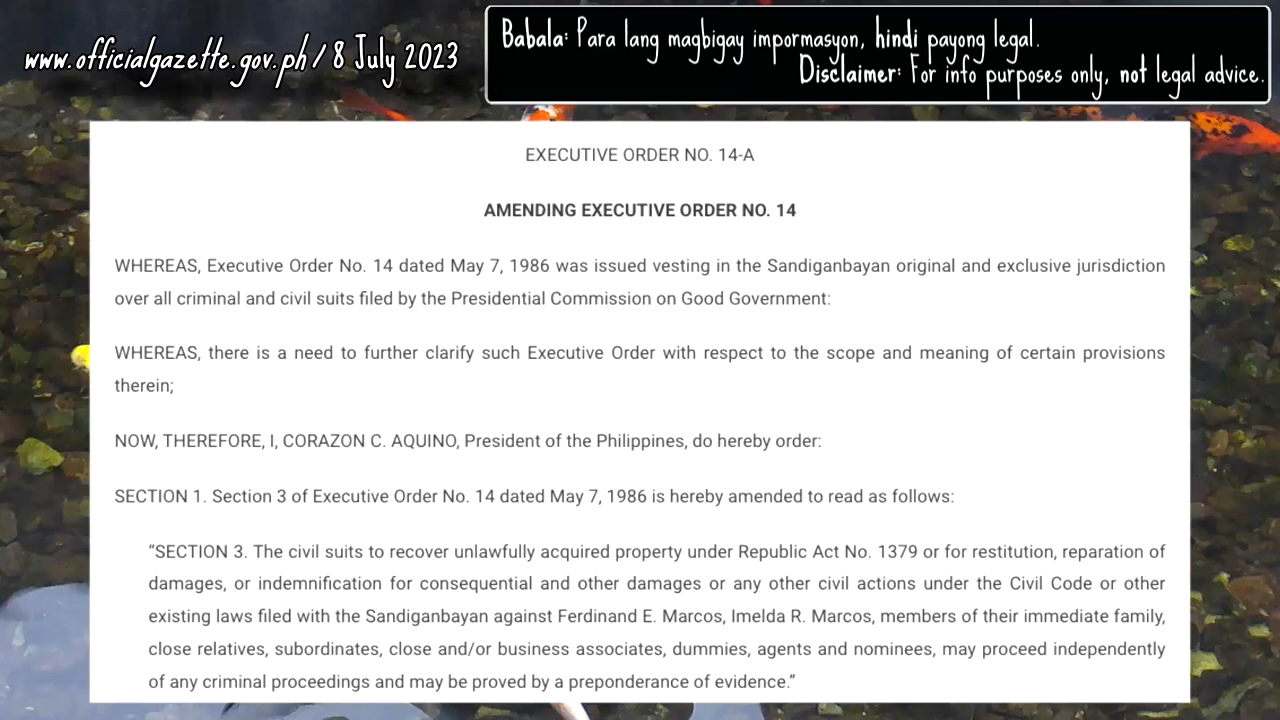 www.officialgazette.gov.ph / 8 July 2023
Babala: Para lang magbigay impormasyon, hindi payong legal.
Disclaimer: For info purposes only, not legal advice.
EXECUTIVE ORDER NO. 14-A
AMENDING EXECUTIVE ORDER NO. 14
WHEREAS, Executive Order No. 14 dated May 7, 1986 was issued vesting in the Sandiganbayan original and exclusive jurisdiction
over all criminal and civil suits filed by the Presidential Commission on Good Government:
WHEREAS, there is a need to further clarify such Executive Order with respect to the scope and meaning of certain provisions
therein;
NOW, THEREFORE, I, CORAZON C. AQUINO, President of the Philippines, do hereby order:
SECTION 1. Section 3 of Executive Order No. 14 dated May 7, 1986 is hereby amended to read as follows:
“SECTION 3. The civil suits to recover unlawfully acquired property under Republic Act No. 1379 or for restitution, reparation of
damages, or indemnification for consequential and other damages or any other civil actions under the Civil Code or other
existing laws filed with the Sandiganbayan against Ferdinand E. Marcos, Imelda R. Marcos, members of their immediate family,
close relatives, subordinates, close and/or business associates, dummies, agents and nominees, may proceed independently
of any criminal proceedings and may be proved by a preponderance of evidence.”